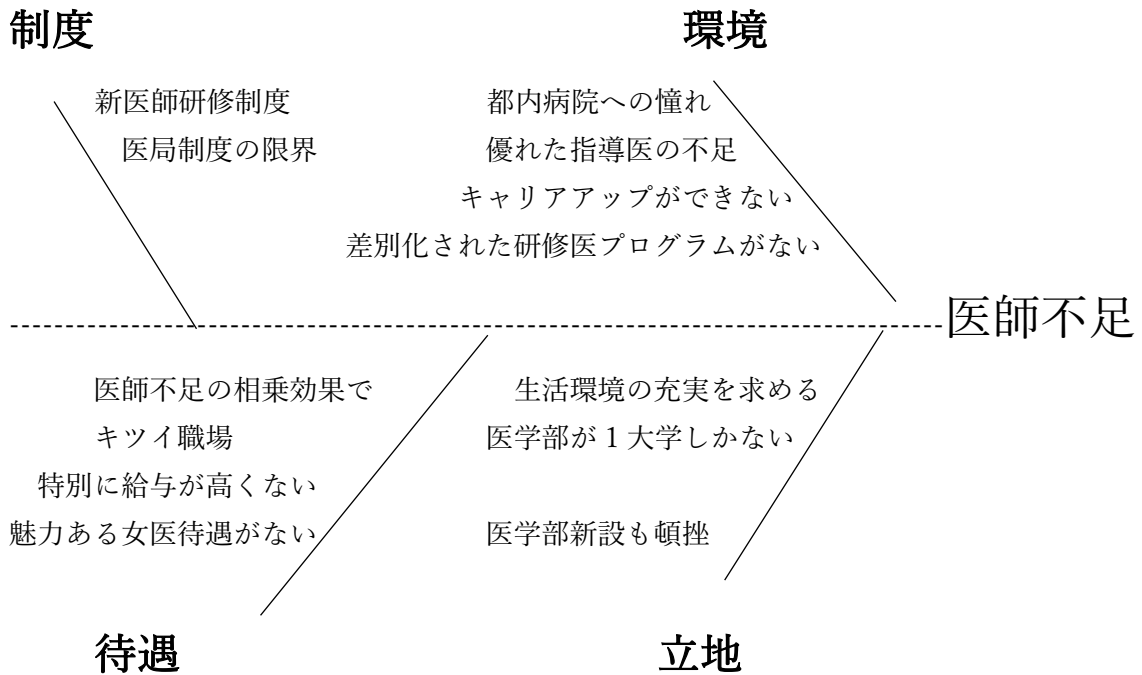 制度
環境
新医師研修制度
医局制度の限界
都内病院への憧れ
優れた指導医の不足
キャリアアップができない
差別化された研修医プログラムがない
医師不足
医師不足の相乗効果で
キツイ職場
特別に給与が高くない
魅力ある女医待遇がない
生活環境の充実を求める
医学部が1大学しかない
医学部新設も頓挫
待遇
立地